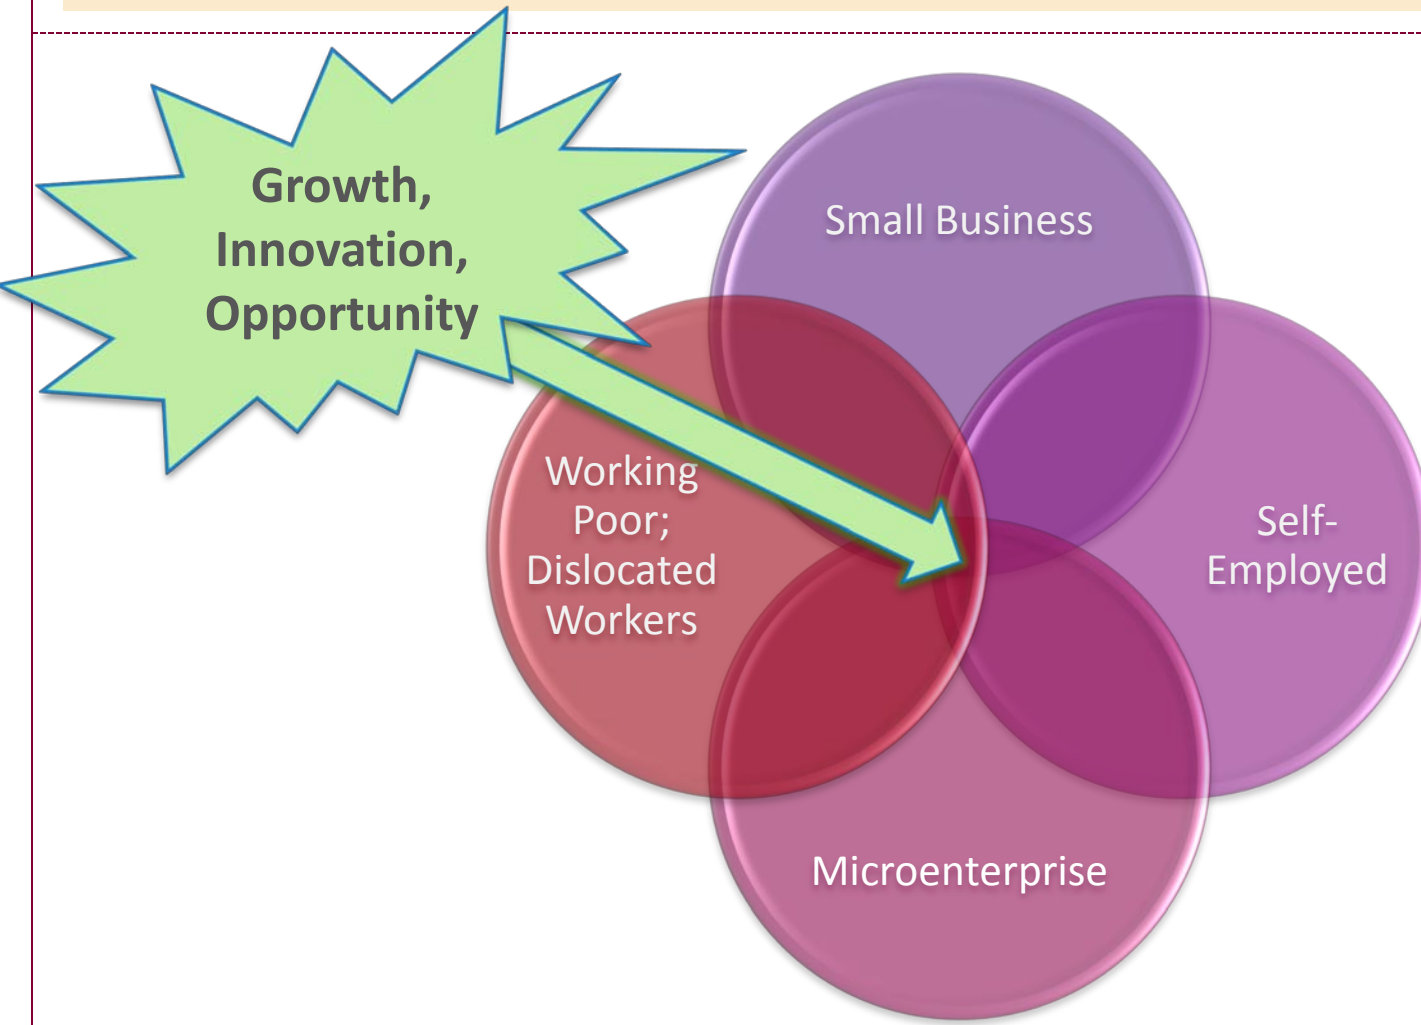 Growth,
Innovation,
Opportunity
Small Business
Working
Poor;
Dislocated
Workers
Self-
Employed
Microenterprise